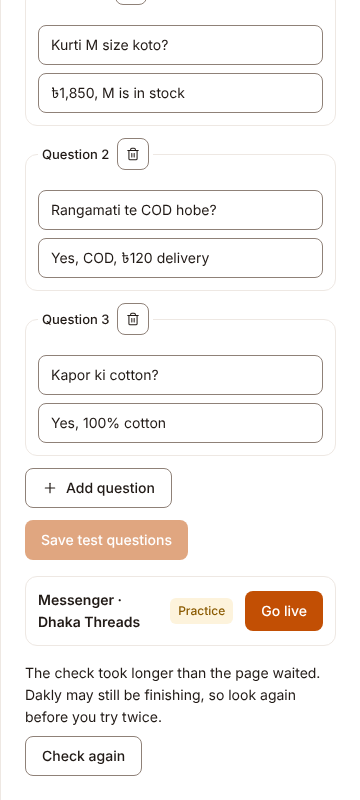 Kurti M size koto?
৳1,850, M is in stock
Question 2
Rangamati te COD hobe?
Yes, COD, ৳120 delivery
Question 3
Kapor ki cotton?
Yes, 100% cotton
Add question
Save test questions
Messenger ·
Dhaka Threads
Practice
Go live
The check took longer than the page waited.
Dakly may still be finishing, so look again
before you try twice.
Check again